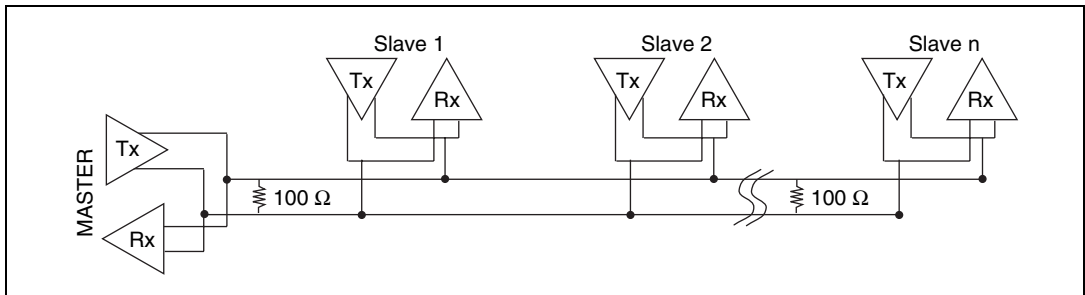 Slave 1
Slave 2
Slave n
Tx
Rx
Tx
Rx
Tx
Rx
MASTER
Tx
Rx
100 Ω
100 Ω